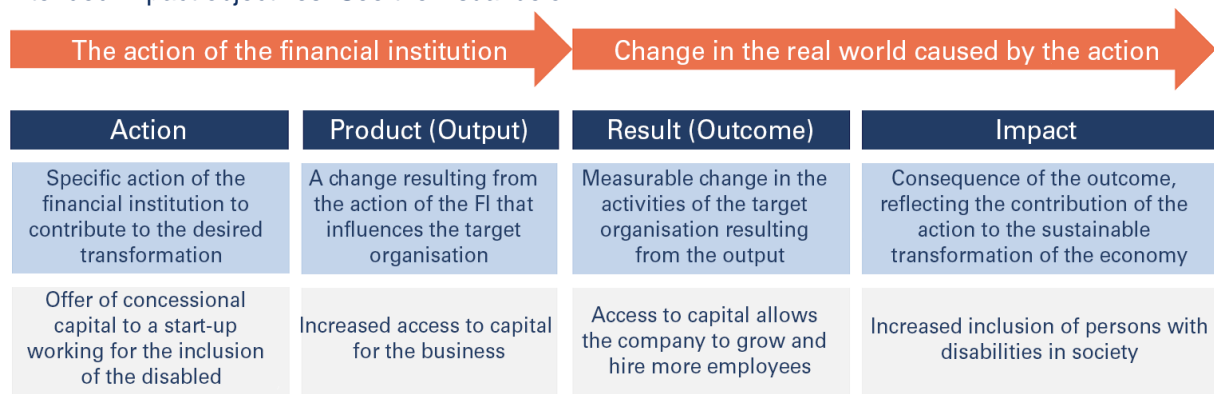 The action of the financial institution
Change in the real world caused by the action
Action
Product (Output)
Result (Outcome)
Impact
Specific action of the
financial institution to
contribute to the desired
transformation
A change resulting from
the action of the FI that
influences the target
organisation
Measurable change in the
activities of the target
organisation resulting
from the output
Consequence of the outcome,
reflecting the contribution of the
action to the sustainable
transformation of the economy
Offer of concessional
capital to a start-up
working for the inclusion
of the disabled
Increased access to capital
for the business
Access to capital allows
the company to grow and
hire more employees
Increased inclusion of persons with
disabilities in society